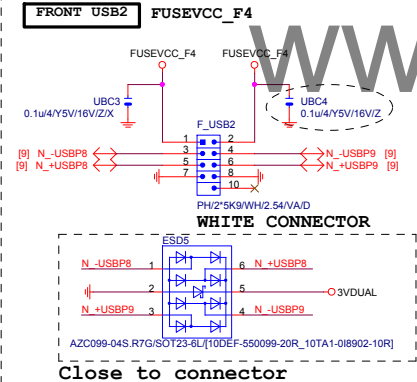 FRONT USB2 FUSEVCC_F4
WW
FUSEVCC_F4 FUSEVCC_F4
UBC3
0.1u/4/Y5V/16V/Z/X
UBC4
0.1u/4/Y5V/16V/Z
F_USB2
1 2
[9] N_-USBP8 3 4 N_-USBP9 [9]
[9] N_+USBP8 5 6 N_+USBP9 [9]
7 8
10
PH/2*5K9/WH/2.54/VA/D
WHITE CONNECTOR
ESD5
N_-USBP8 1 6 N_+USBP8
2 5 3VDUAL
N_+USBP9 3 4 N_-USBP9
AZC099-04S.R7G/SOT23-6L/[10DEF-550099-20R_10TA1-0I8902-10R]
Close to connector